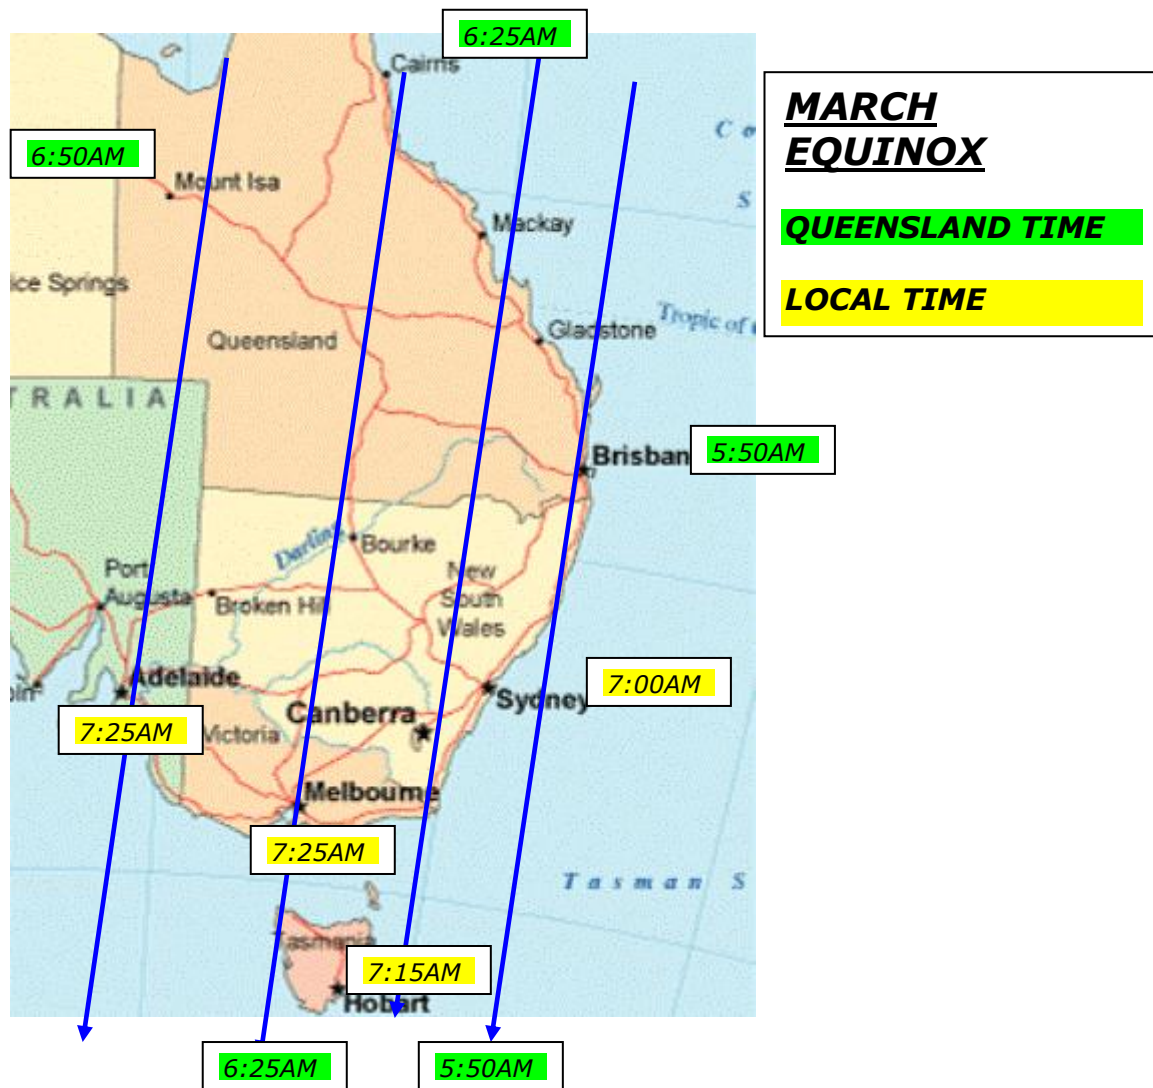 6:25AM
Cairns
MARCH
EQUINOX
QUEENSLAND TIME
LOCAL TIME
6:50AM
Mount Isa
Mackay
ice Springs
Queensland
Gladstone
Tropic of
TRALIA
Brisban
5:50AM
Darling
Bourke
Port
Augusta
Broken Hill
New
South
Wales
Adelaide
7:00AM
Sydney
Canberra
7:25AM
Victoria
Melbourne
7:25AM
Tasman S
Tasmania
7:15AM
Hobart
6:25AM
5:50AM